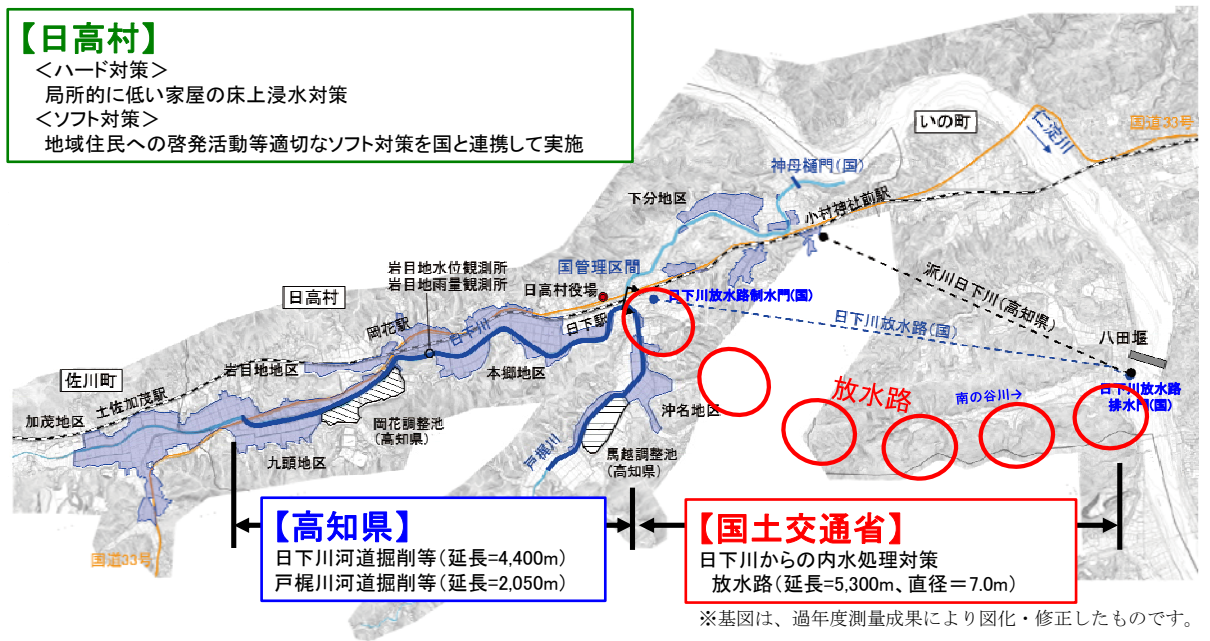 【日高村】
＜ハード対策＞
局所的に低い家屋の床上浸水対策
＜ソフト対策＞
地域住民への啓発活動等適切なソフト対策を国と連携して実施
いの町
仁淀川
国道33号
神母樋門(国)
下分地区
小村神社前駅
国管理区間
岩目地水位観測所
岩目地雨量観測所
日高村役場
日下川放水路制水門(国)
派川日下川(高知県)
日高村
岡花駅
日下川
日下駅
日下川放水路(国)
八田堰
岩目地地区
本郷地区
佐川町
土佐加茂駅
加茂地区
岡花調整池
(高知県)
沖名地区
放水路
南の谷川→
日下川放水路
排水門(国)
九頭地区
戸梶川
馬越調整池
(高知県)
国道33号
【高知県】
日下川河道掘削等(延長=4,400m)
戸梶川河道掘削等(延長=2,050m)
【国土交通省】
日下川からの内水処理対策
放水路(延長=5,300m、直径＝7.0m)
※基図は、過年度測量成果により図化・修正したものです。